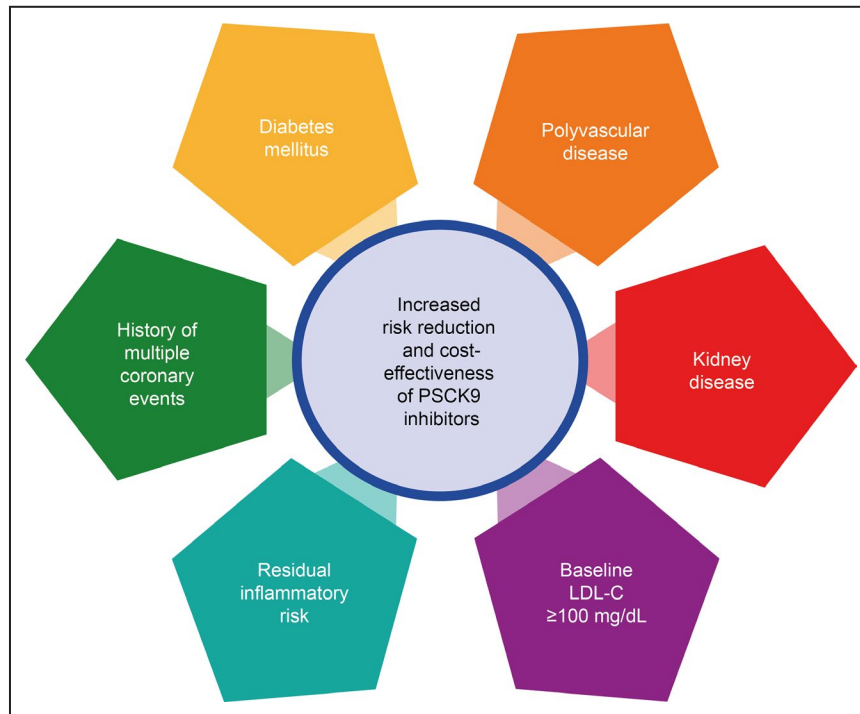 Diabetes
mellitus
Polyvascular
disease
History of
multiple
coronary
events
Increased
risk reduction
and cost-
effectiveness
of PSCK9
inhibitors
Kidney
disease
Residual
inflammatory
risk
Baseline
LDL-C
≥100 mg/dL